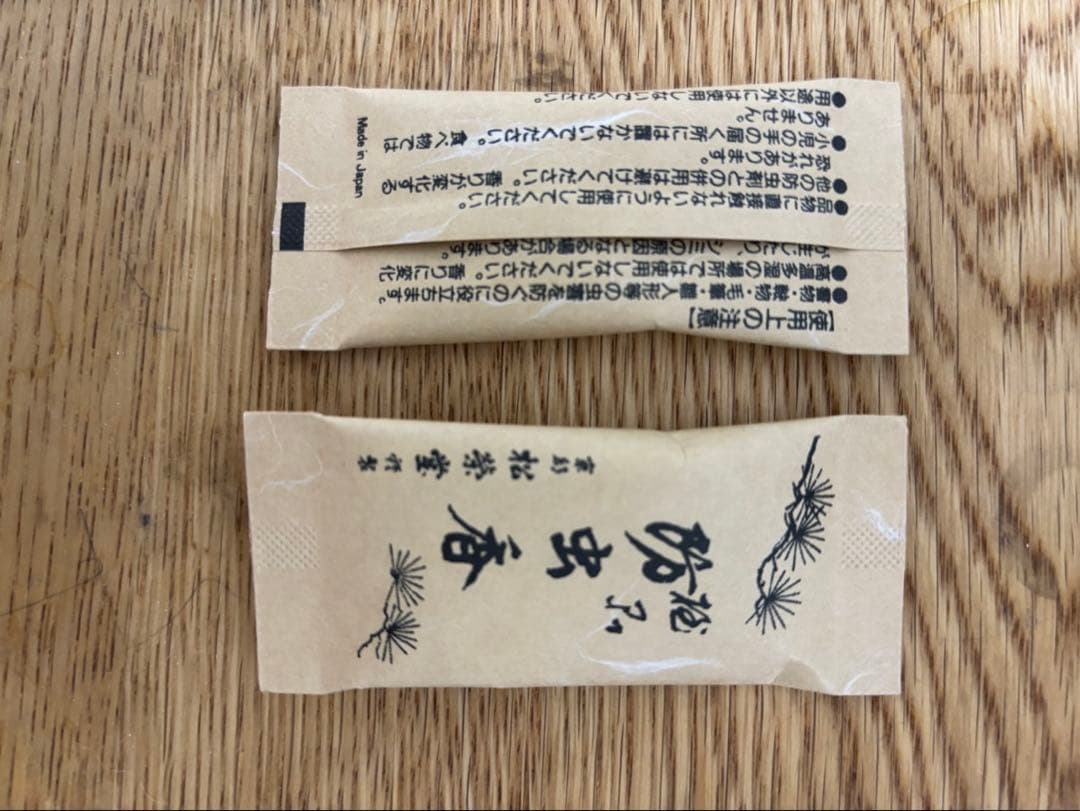 防虫香
京都 松榮堂
【使用上の注意】
●書物・軸物・毛筆・雛人形等の虫害を防ぐのに役立ちます。
●高温多湿の場所では使用しないでください。香りに変化
が生じたり、シミの原因となる場合があります。
●品物に直接触れないように使用してください。
●他の防虫剤との併用は避けてください。香りが変化する
恐れがあります。
●小児の手の届く所には置かないでください。食べ物では
ありません。
●用途以外には使用しないでください。
Made in Japan